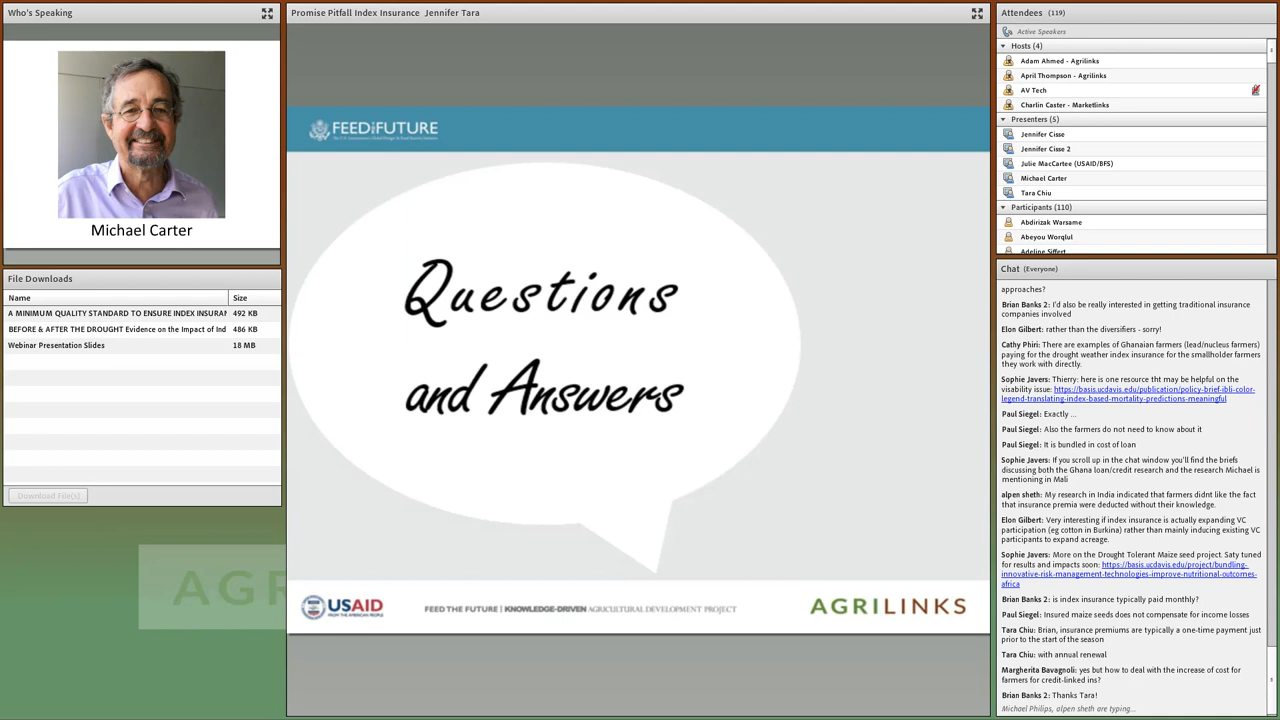 Who's Speaking
Michael Carter
File Downloads
Name Size
A MINIMUM QUALITY STANDARD TO ENSURE INDEX INSURAN 492 KB
BEFORE & AFTER THE DROUGHT Evidence on the Impact of Ind 486 KB
Webinar Presentation Slides 18 MB
Download File(s)
AGR
Promise Pitfall Index Insurance Jennifer Tara
FEED THE FUTURE
Questions
and Answers
USAID
FROM THE AMERICAN PEOPLE
FEED THE FUTURE | KNOWLEDGE-DRIVEN AGRICULTURAL DEVELOPMENT PROJECT
AGRILINKS
Attendees (119)
Active Speakers
Hosts (4)
Adam Ahmed - Agrilinks
April Thompson - Agrilinks
AV Tech
Charlin Caster - Marketlinks
Presenters (5)
Jennifer Cisse
Jennifer Cisse 2
Julie MacCartee (USAID/BFS)
Michael Carter
Tara Chiu
Participants (110)
Abdirizak Warsame
Abeyou Worqlul
Adeline Siffert
Chat (Everyone)
approaches?
Brian Banks 2: I'd also be really interested in getting traditional insurance
companies involved
Elon Gilbert: rather than the diversifiers - sorry!
Cathy Phiri: There are examples of Ghanaian farmers (lead/nucleus farmers)
paying for the drought weather index insurance for the smallholder farmers
they work with directly.
Sophie Javers: Thierry: here is one resource tht may be helpful on the
visability issue: https://basis.ucdavis.edu/publication/policy-brief-ibli-color-
legend-translating-index-based-mortality-predictions-meaningful
Paul Siegel: Exactly ...
Paul Siegel: Also the farmers do not need to know about it
Paul Siegel: It is bundled in cost of loan
Sophie Javers: If you scroll up in the chat window you'll find the briefs
discussing both the Ghana loan/credit research and the research Michael is
mentioning in Mali
alpen sheth: My research in India indicated that farmers didnt like the fact
that insurance premia were deducted without their knowledge.
Elon Gilbert: Very interesting if index insurance is actually expanding VC
participation (eg cotton in Burkina) rather than mainly inducing existing VC
participants to expand acreage.
Sophie Javers: More on the Drought Tolerant Maize seed project. Saty tuned
for results and impacts soon: https://basis.ucdavis.edu/project/bundling-
innovative-risk-management-technologies-improve-nutritional-outcomes-
africa
Brian Banks 2: is index insurance typically paid monthly?
Paul Siegel: Insured maize seeds does not compensate for income losses
Tara Chiu: Brian, insurance premiums are typically a one-time payment just
prior to the start of the season
Tara Chiu: with annual renewal
Margherita Bavagnoli: yes but how to deal with the increase of cost for
farmers for credit-linked ins?
Brian Banks 2: Thanks Tara!
Michael Philips, alpen sheth are typing...